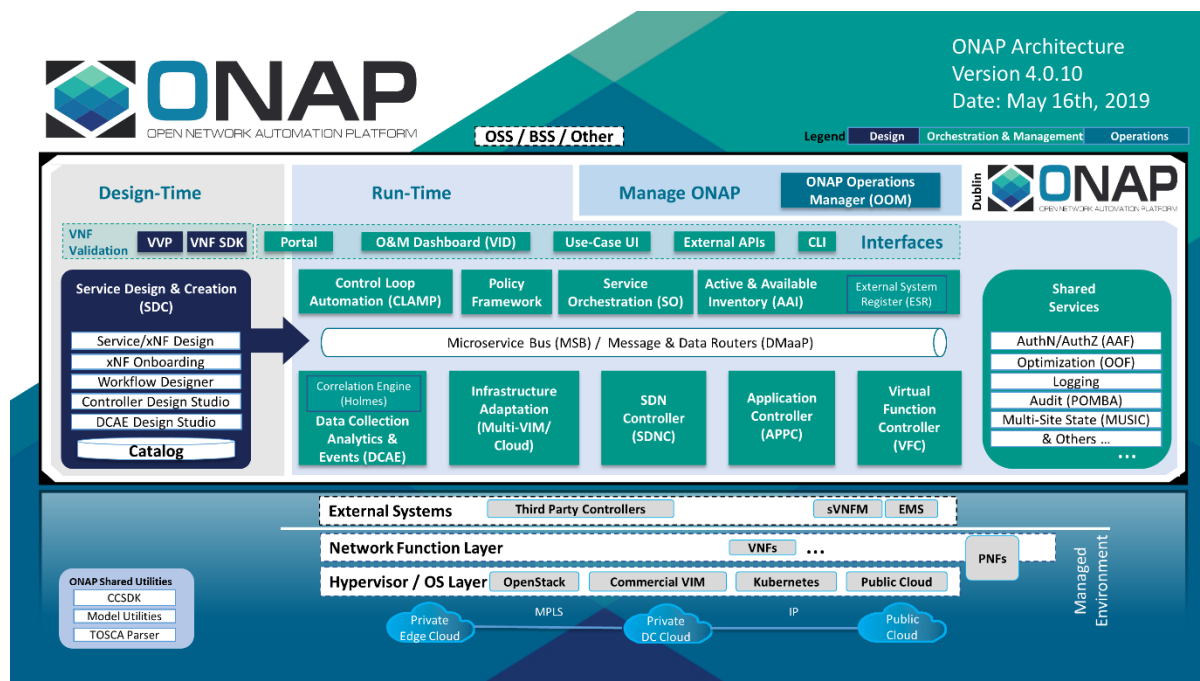 ONAP
OPEN NETWORK AUTOMATION PLATFORM
ONAP Architecture
Version 4.0.10
Date: May 16th, 2019
OSS / BSS / Other
Legend
Design
Orchestration & Management
Operations
Design-Time
Run-Time
Manage ONAP
ONAP Operations
Manager (OOM)
Dublin
ONAP
OPEN NETWORK AUTOMATION PLATFORM
VNF
Validation
VVP
VNF SDK
Portal
O&M Dashboard (VID)
Use-Case UI
External APIs
CLI
Interfaces
Service Design & Creation
(SDC)
Service/xNF Design
xNF Onboarding
Workflow Designer
Controller Design Studio
DCAE Design Studio
Catalog
Control Loop
Automation (CLAMP)
Policy
Framework
Service
Orchestration (SO)
Active & Available
Inventory (AAI)
External System
Register (ESR)
Microservice Bus (MSB) / Message & Data Routers (DMaaP)
Correlation Engine
(Holmes)
Data Collection
Analytics &
Events (DCAE)
Infrastructure
Adaptation
(Multi-VIM/
Cloud)
SDN
Controller
(SDNC)
Application
Controller
(APPC)
Virtual
Function
Controller
(VFC)
Shared
Services
AuthN/AuthZ (AAF)
Optimization (OOF)
Logging
Audit (POMBA)
Multi-Site State (MUSIC)
& Others ...
...
External Systems
Third Party Controllers
sVNFM
EMS
Network Function Layer
VNFs
...
PNFs
Hypervisor / OS Layer
OpenStack
Commercial VIM
Kubernetes
Public Cloud
Private
Edge Cloud
MPLS
Private
DC Cloud
IP
Public
Cloud
Managed
Environment
ONAP Shared Utilities
CCSDK
Model Utilities
TOSCA Parser